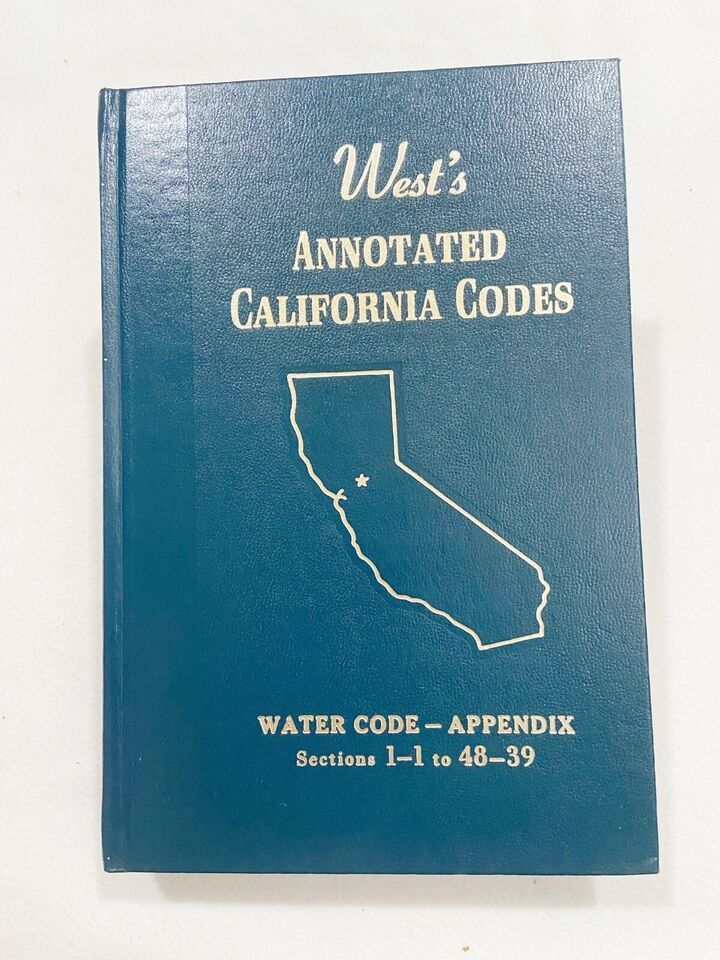 West's
ANNOTATED
CALIFORNIA CODES
WATER CODE – APPENDIX
Sections 1–1 to 48–39